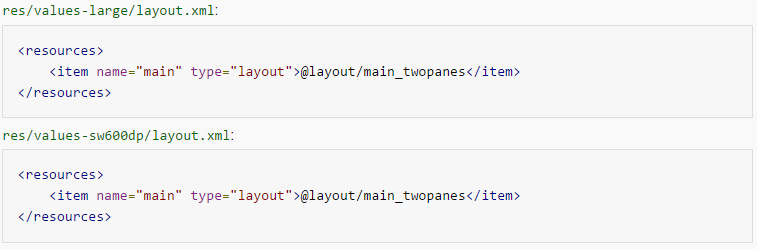 res/values-large/layout.xml:
<resources>
    <item name="main" type="layout">@layout/main_twopanes</item>
</resources>
res/values-sw600dp/layout.xml:
<resources>
    <item name="main" type="layout">@layout/main_twopanes</item>
</resources>